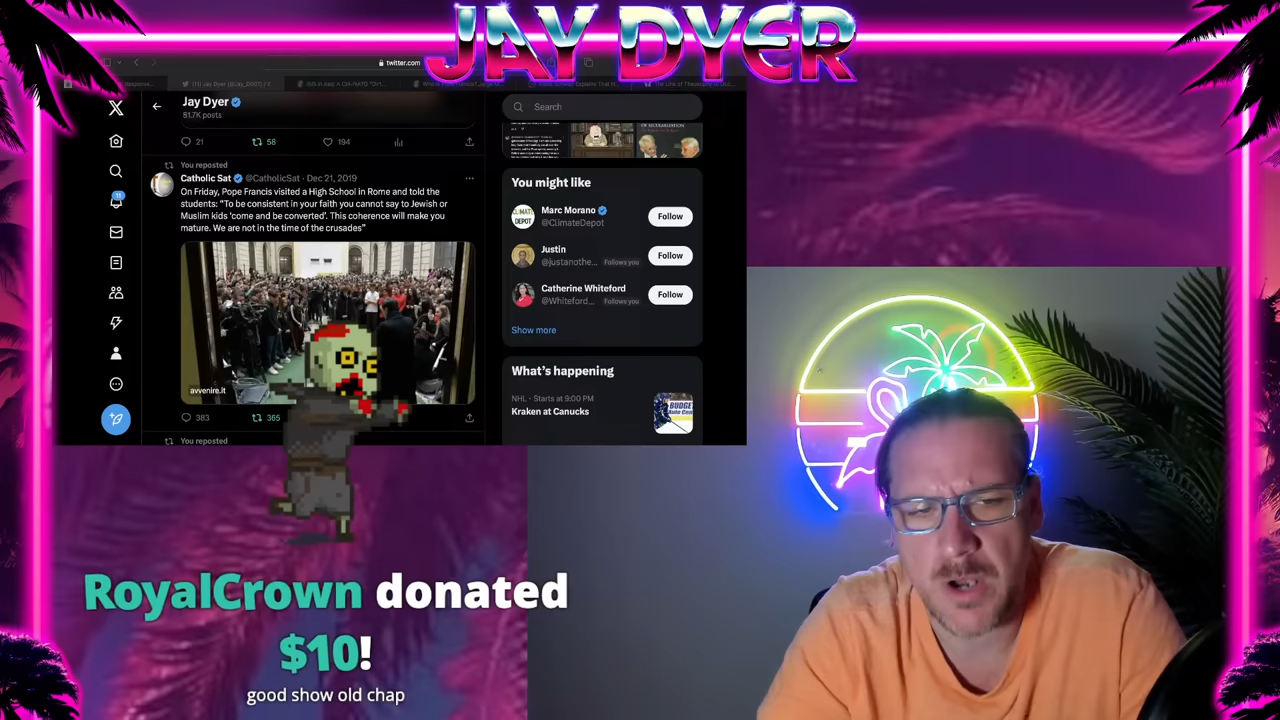 JAY DYER
twitter.com
Jay Dyer
81.7K posts
Search
21
58
194
You reposted
Catholic Sat @CatholicSat · Dec 21, 2019
On Friday, Pope Francis visited a High School in Rome and told the
students: “To be consistent in your faith you cannot say to Jewish or
Muslim kids ‘come and be converted’. This coherence will make you
mature. We are not in the time of the crusades”
avvenire.it
383
365
You reposted
11
You might like
Marc Morano
@ClimateDepot
Follow
Justin
@justanothe... Follows you
Follow
Catherine Whiteford
@Whiteford... Follows you
Follow
Show more
What’s happening
NHL · Starts at 9:00 PM
Kraken at Canucks
RoyalCrown donated
$10!
good show old chap